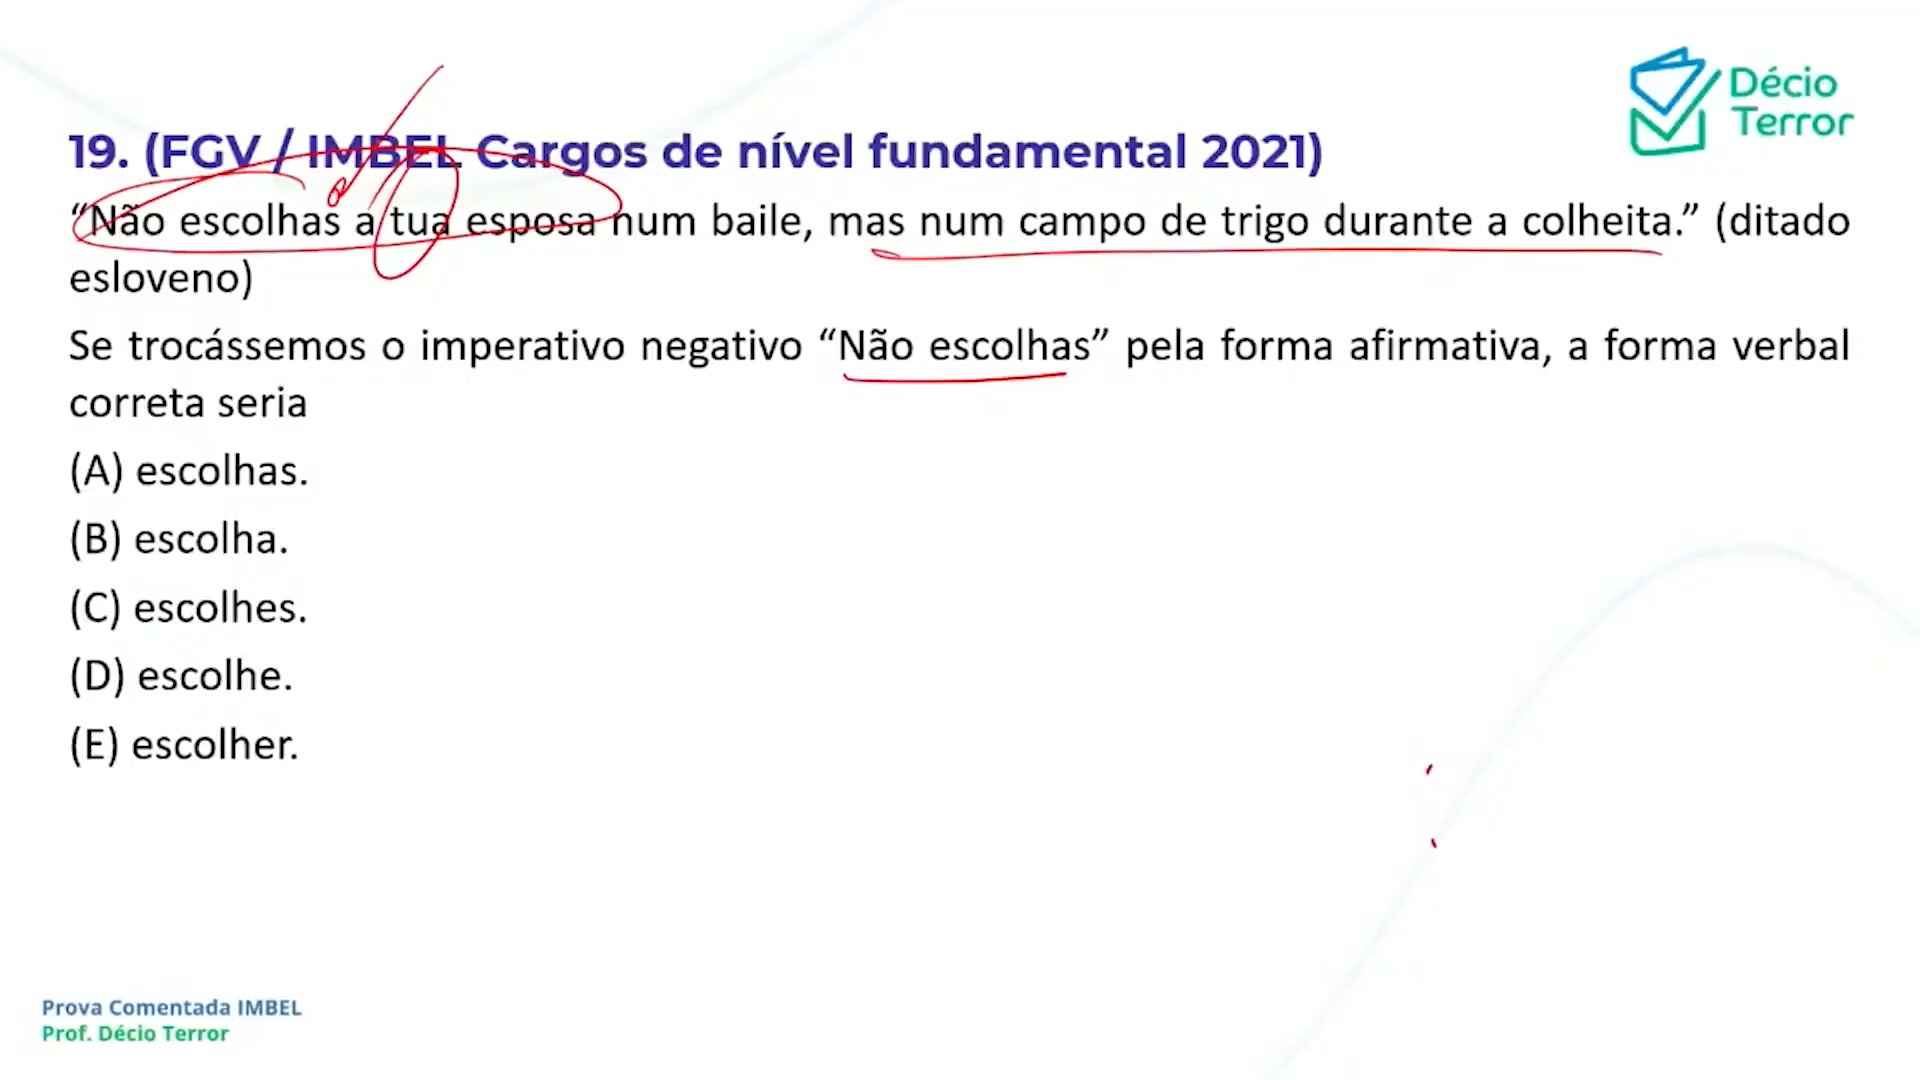 Décio
Terror
19. (FGV / IMBEL Cargos de nível fundamental 2021)
“Não escolhas a tua esposa num baile, mas num campo de trigo durante a colheita.” (ditado
esloveno)
Se trocássemos o imperativo negativo “Não escolhas” pela forma afirmativa, a forma verbal
correta seria
(A) escolhas.
(B) escolha.
(C) escolhes.
(D) escolhe.
(E) escolher.
Prova Comentada IMBEL
Prof. Décio Terror